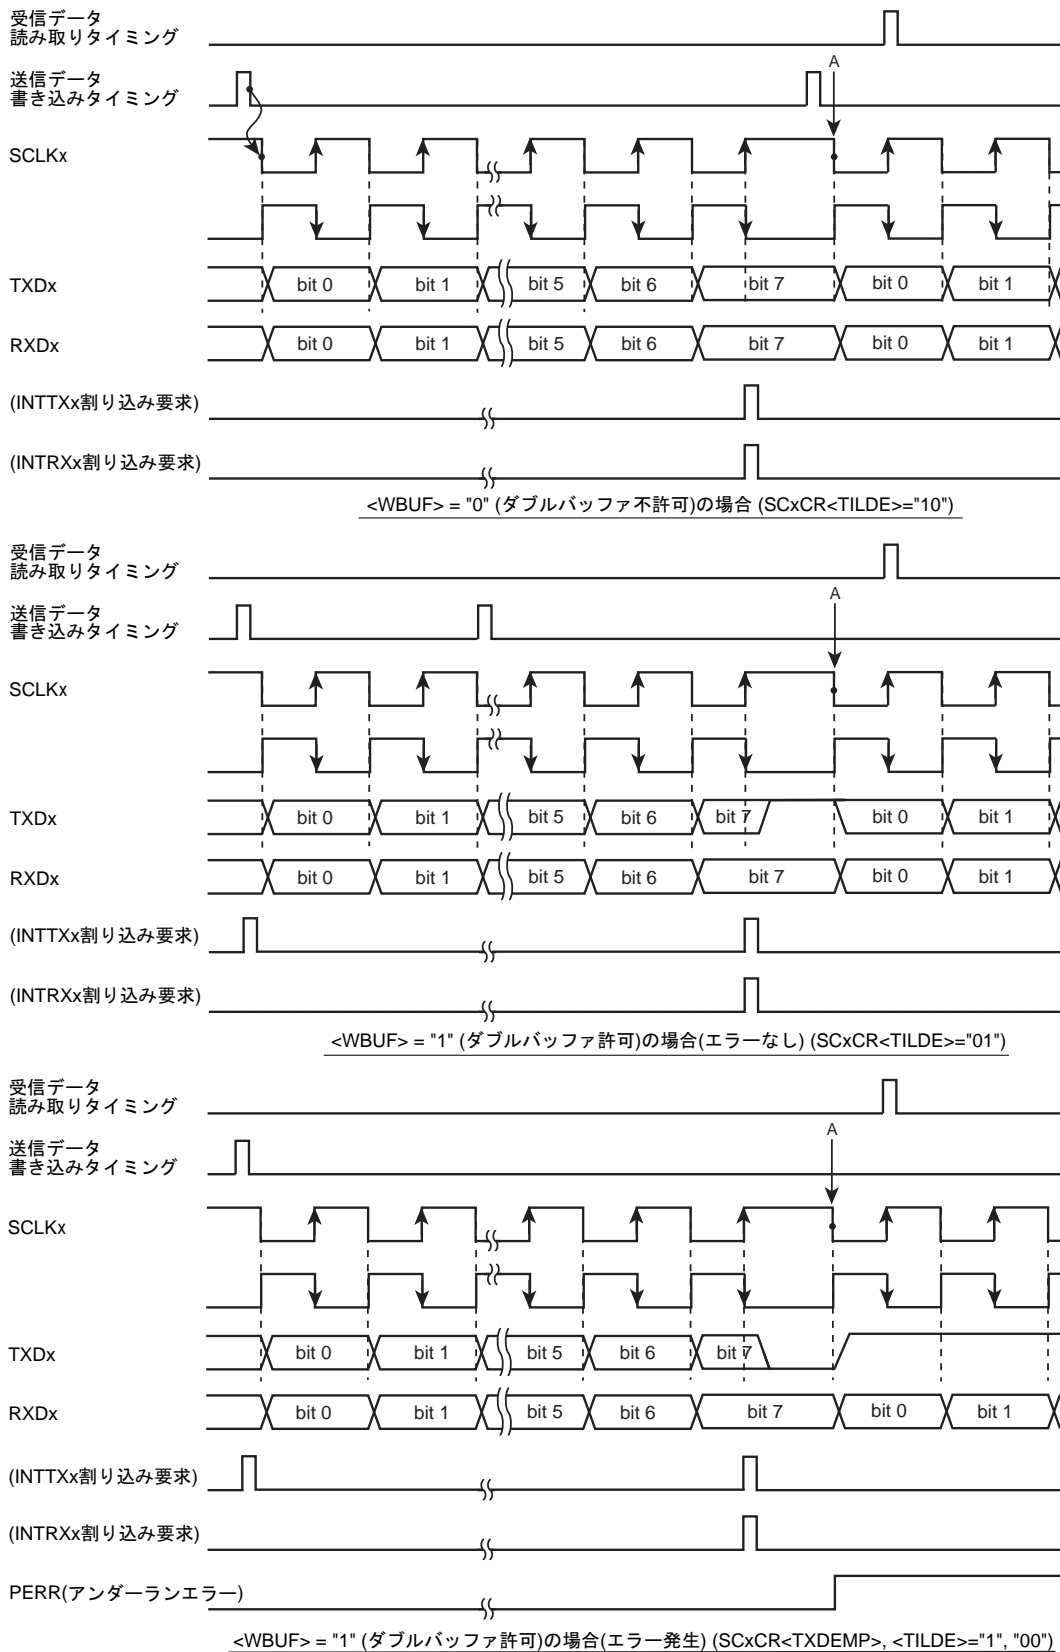 受信データ
読み取りタイミング
送信データ
書き込みタイミング
A
SCLKx
TXDx
bit 0
bit 1
bit 5
bit 6
bit 7
bit 0
bit 1
RXDx
bit 0
bit 1
bit 5
bit 6
bit 7
bit 0
bit 1
(INTTXx割り込み要求)
(INTRXx割り込み要求)
<WBUF> = "0" (ダブルバッファ不許可)の場合 (SCxCR<TILDE>="10")
受信データ
読み取りタイミング
送信データ
書き込みタイミング
A
SCLKx
TXDx
bit 0
bit 1
bit 5
bit 6
bit 7
bit 0
bit 1
RXDx
bit 0
bit 1
bit 5
bit 6
bit 7
bit 0
bit 1
(INTTXx割り込み要求)
(INTRXx割り込み要求)
<WBUF> = "1" (ダブルバッファ許可)の場合(エラーなし) (SCxCR<TILDE>="01")
受信データ
読み取りタイミング
送信データ
書き込みタイミング
A
SCLKx
TXDx
bit 0
bit 1
bit 5
bit 6
bit 7
RXDx
bit 0
bit 1
bit 5
bit 6
bit 7
bit 0
bit 1
(INTTXx割り込み要求)
(INTRXx割り込み要求)
PERR(アンダーランエラー)
<WBUF> = "1" (ダブルバッファ許可)の場合(エラー発生) (SCxCR<TXDEMP>, <TILDE>="1", "00")